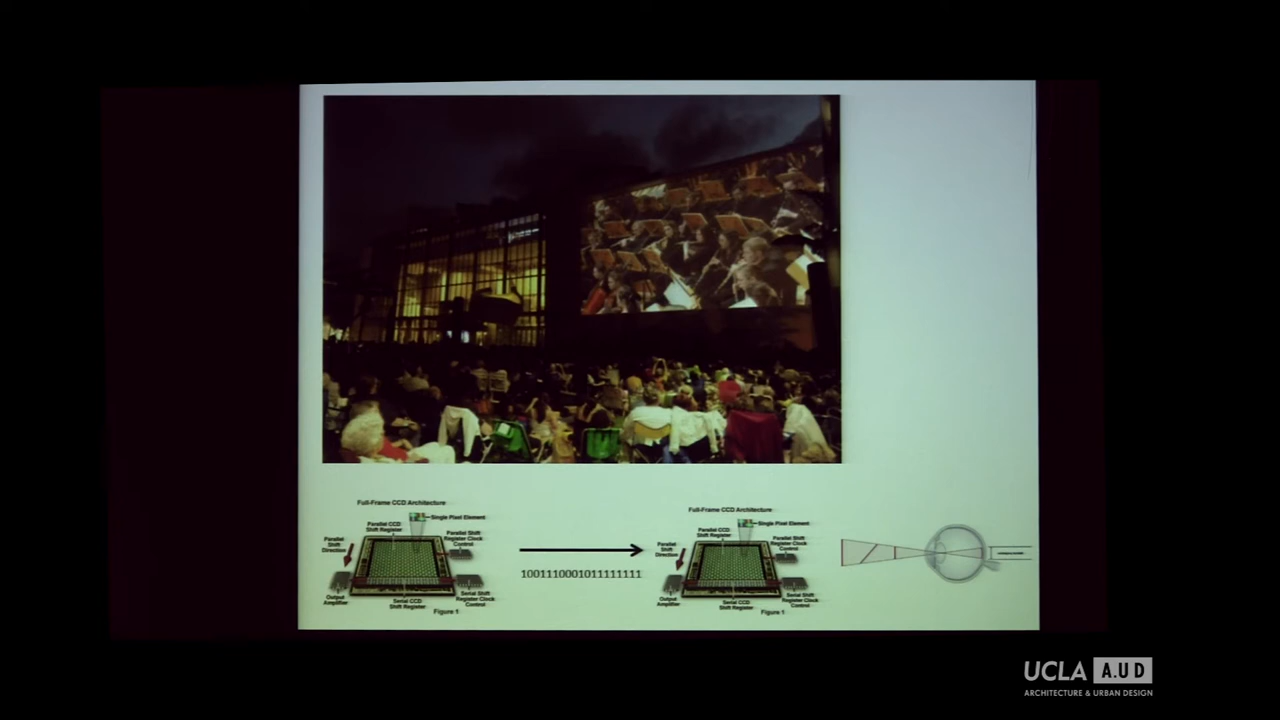 Full-Frame CCD Architecture
Single Pixel Element
Parallel CCD
Shift Register
Parallel
Shift
Direction
Parallel Shift
Register Clock
Control
Output
Amplifier
Serial CCD
Shift Register
Serial Shift
Register Clock
Control
Figure 1
1001110001011111111
Full-Frame CCD Architecture
Single Pixel Element
Parallel CCD
Shift Register
Parallel
Shift
Direction
Parallel Shift
Register Clock
Control
Output
Amplifier
Serial CCD
Shift Register
Serial Shift
Register Clock
Control
Figure 1
UCLA A.UD
ARCHITECTURE & URBAN DESIGN